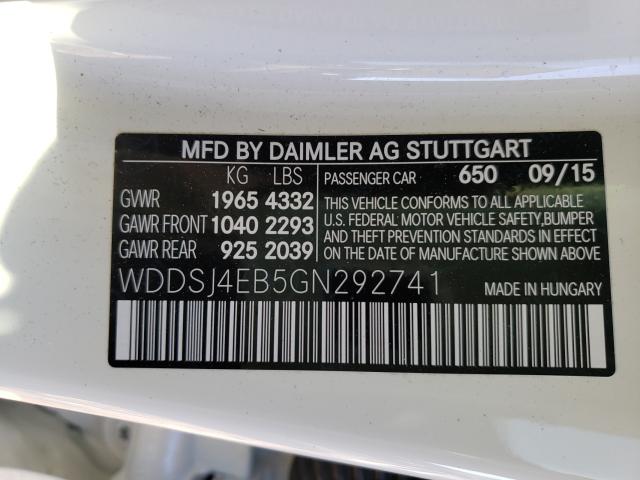 MFD BY DAIMLER AG STUTTGART
KG LBS
GVWR 1965 4332
GAWR FRONT 1040 2293
GAWR REAR 925 2039
PASSENGER CAR 650 09/15
THIS VEHICLE CONFORMS TO ALL APPLICABLE
U.S. FEDERAL MOTOR VEHICLE SAFETY,BUMPER
AND THEFT PREVENTION STANDARDS IN EFFECT
ON THE DATE OF MANUFACTURE SHOWN ABOVE
WDDSJ4EB5GN292741
MADE IN HUNGARY